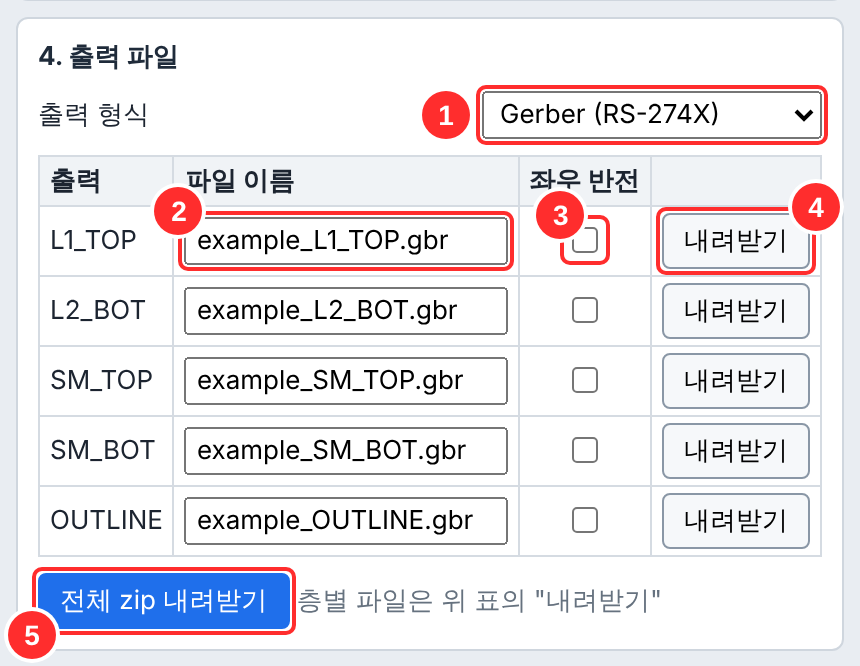 4. 출력 파일
출력 형식 1 Gerber (RS-274X)
출력 파일 이름 좌우 반전
2 3 4
L1_TOP example_L1_TOP.gbr 내려받기
L2_BOT example_L2_BOT.gbr 내려받기
SM_TOP example_SM_TOP.gbr 내려받기
SM_BOT example_SM_BOT.gbr 내려받기
OUTLINE example_OUTLINE.gbr 내려받기
전체 zip 내려받기 층별 파일은 위 표의 "내려받기"
5